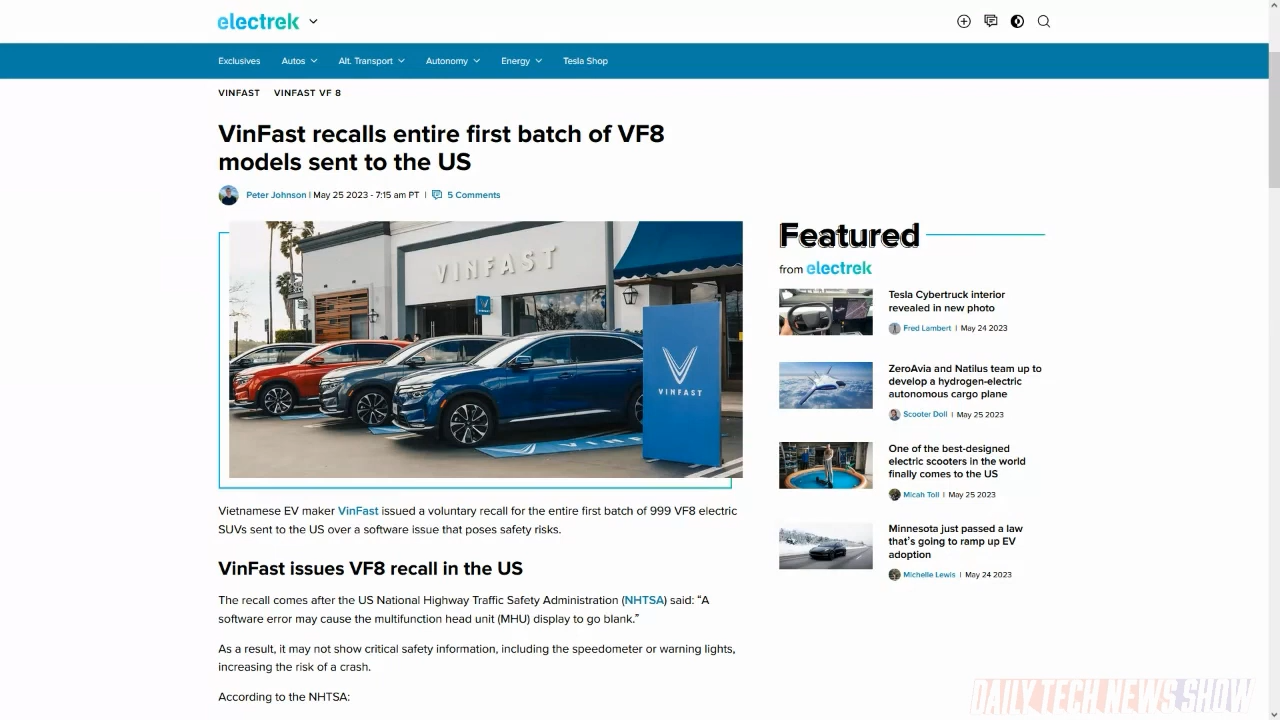 electrek
Exclusives Autos Alt. Transport Autonomy Energy Tesla Shop
VINFAST VINFAST VF 8
VinFast recalls entire first batch of VF8
models sent to the US
Peter Johnson | May 25 2023 - 7:15 am PT | 5 Comments
VINFAST
VINFAST
VINF
Vietnamese EV maker VinFast issued a voluntary recall for the entire first batch of 999 VF8 electric
SUVs sent to the US over a software issue that poses safety risks.
VinFast issues VF8 recall in the US
The recall comes after the US National Highway Traffic Safety Administration (NHTSA) said: “A
software error may cause the multifunction head unit (MHU) display to go blank.”
As a result, it may not show critical safety information, including the speedometer or warning lights,
increasing the risk of a crash.
According to the NHTSA:
Featured
from electrek
Tesla Cybertruck interior
revealed in new photo
Fred Lambert | May 24 2023
ZeroAvia and Natilus team up to
develop a hydrogen-electric
autonomous cargo plane
Scooter Doll | May 25 2023
One of the best-designed
electric scooters in the world
finally comes to the US
Micah Toll | May 25 2023
Minnesota just passed a law
that’s going to ramp up EV
adoption
Michelle Lewis | May 24 2023
DAILY TECH NEWS SHOW